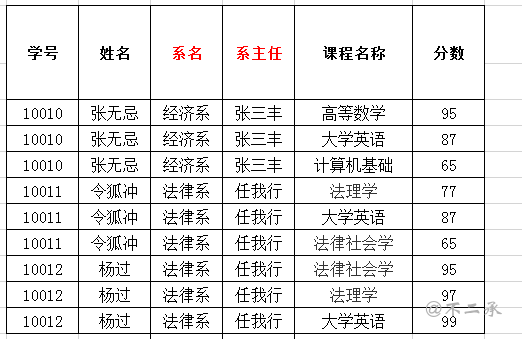 学号 姓名 系名 系主任 课程名称 分数
10010 张无忌 经济系 张三丰 高等数学 95
10010 张无忌 经济系 张三丰 大学英语 87
10010 张无忌 经济系 张三丰 计算机基础 65
10011 令狐冲 法律系 任我行 法理学 77
10011 令狐冲 法律系 任我行 大学英语 87
10011 令狐冲 法律系 任我行 法律社会学 65
10012 杨过 法律系 任我行 法律社会学 95
10012 杨过 法律系 任我行 法理学 97
10012 杨过 法律系 任我行 大学英语 99
@不二承